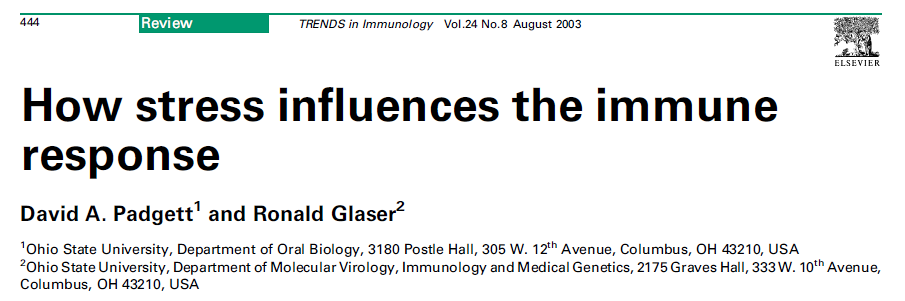 444
Review
TRENDS in Immunology Vol.24 No.8 August 2003
ELSEVIER
How stress influences the immune
response
David A. Padgett1 and Ronald Glaser2
1Ohio State University, Department of Oral Biology, 3180 Postle Hall, 305 W. 12th Avenue, Columbus, OH 43210, USA
2Ohio State University, Department of Molecular Virology, Immunology and Medical Genetics, 2175 Graves Hall, 333 W. 10th Avenue,
Columbus, OH 43210, USA